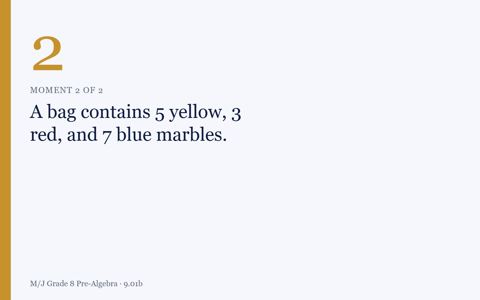 2
MOMENT 2 OF 2
A bag contains 5 yellow, 3
red, and 7 blue marbles.
M/J Grade 8 Pre-Algebra · 9.01b